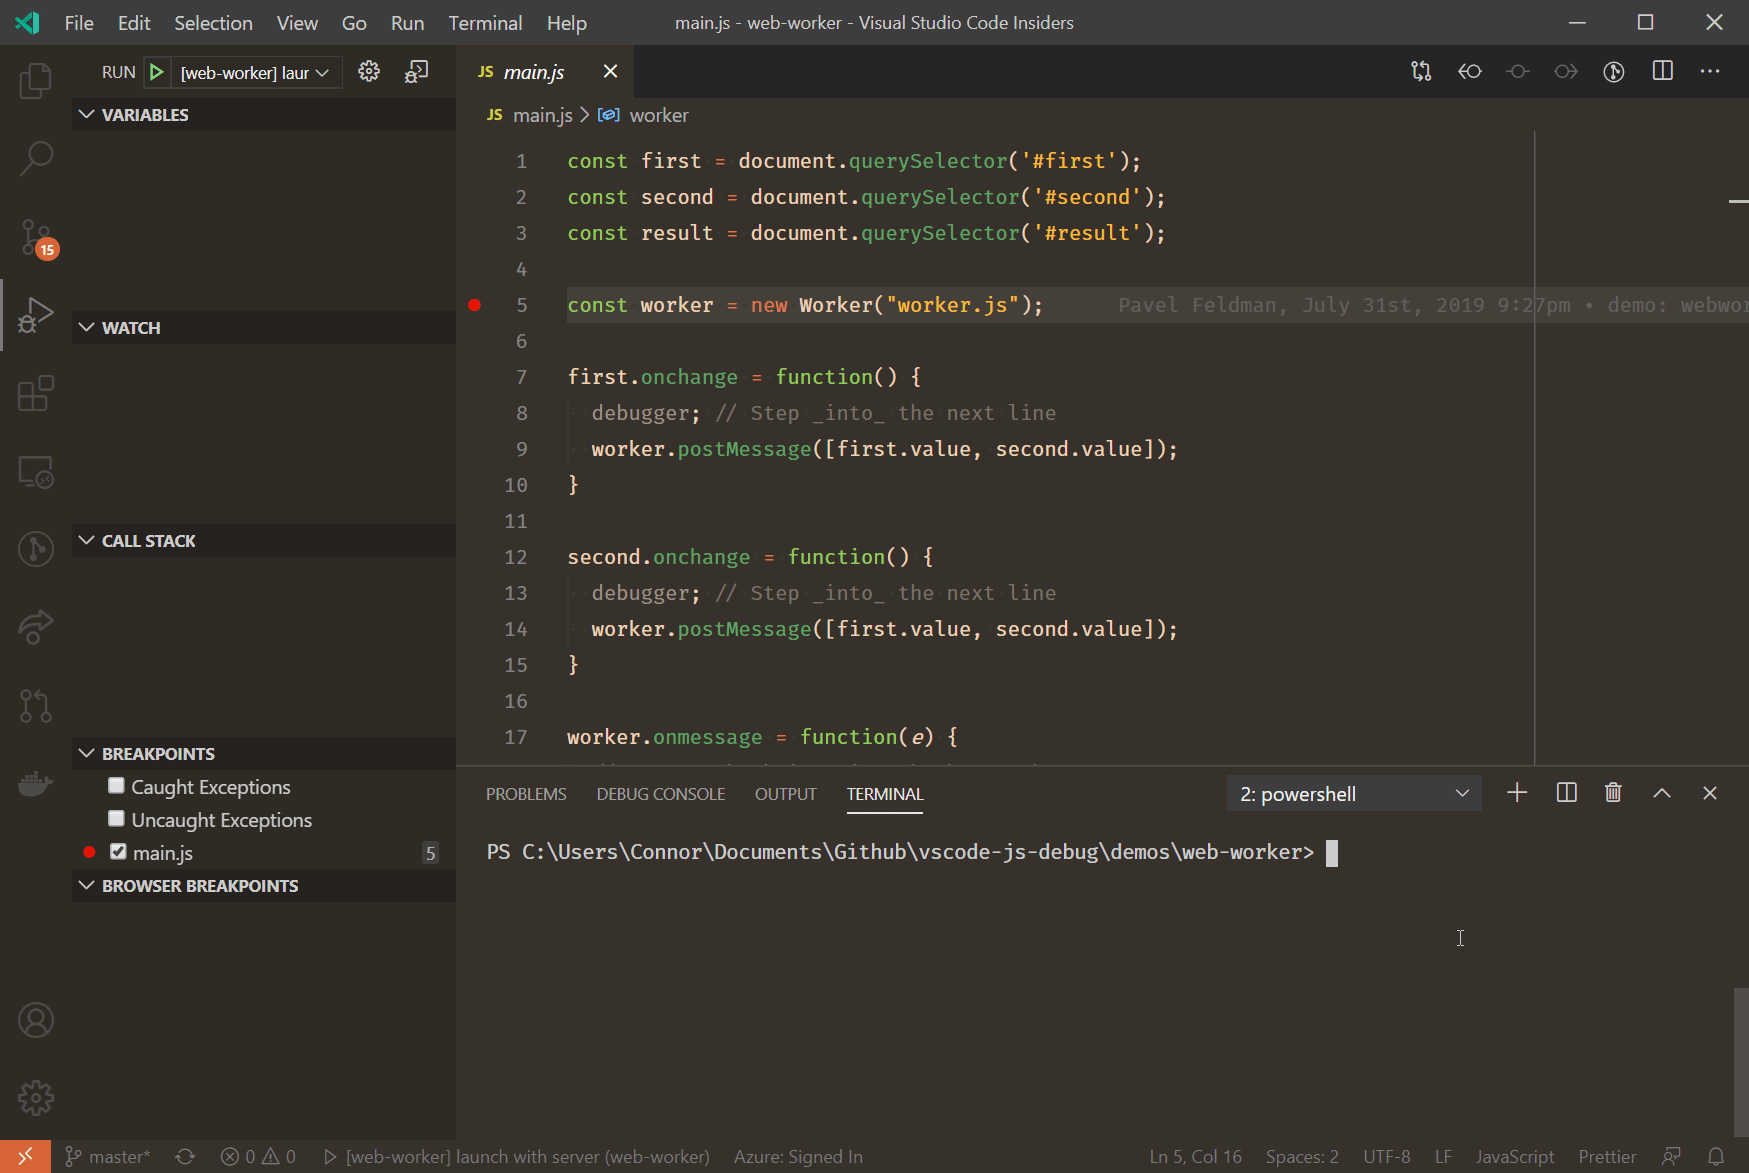 File Edit Selection View Go Run Terminal Help main.js - web-worker - Visual Studio Code Insiders
RUN [web-worker] laur
JS main.js
VARIABLES
JS main.js > worker
1 const first = document.querySelector('#first');
2 const second = document.querySelector('#second');
3 const result = document.querySelector('#result');
4
15
5 const worker = new Worker("worker.js"); Pavel Feldman, July 31st, 2019 9:27pm • demo: webwor
WATCH
6
7 first.onchange = function() {
8 debugger; // Step _into_ the next line
9 worker.postMessage([first.value, second.value]);
10 }
11
CALL STACK
12 second.onchange = function() {
13 debugger; // Step _into_ the next line
14 worker.postMessage([first.value, second.value]);
15 }
16
17 worker.onmessage = function(e) {
BREAKPOINTS
Caught Exceptions
Uncaught Exceptions
main.js 5
BROWSER BREAKPOINTS
PROBLEMS DEBUG CONSOLE OUTPUT TERMINAL 2: powershell
PS C:\Users\Connor\Documents\Github\vscode-js-debug\demos\web-worker>
master* 0 0 [web-worker] launch with server (web-worker) Azure: Signed In Ln 5, Col 16 Spaces: 2 UTF-8 LF JavaScript Prettier